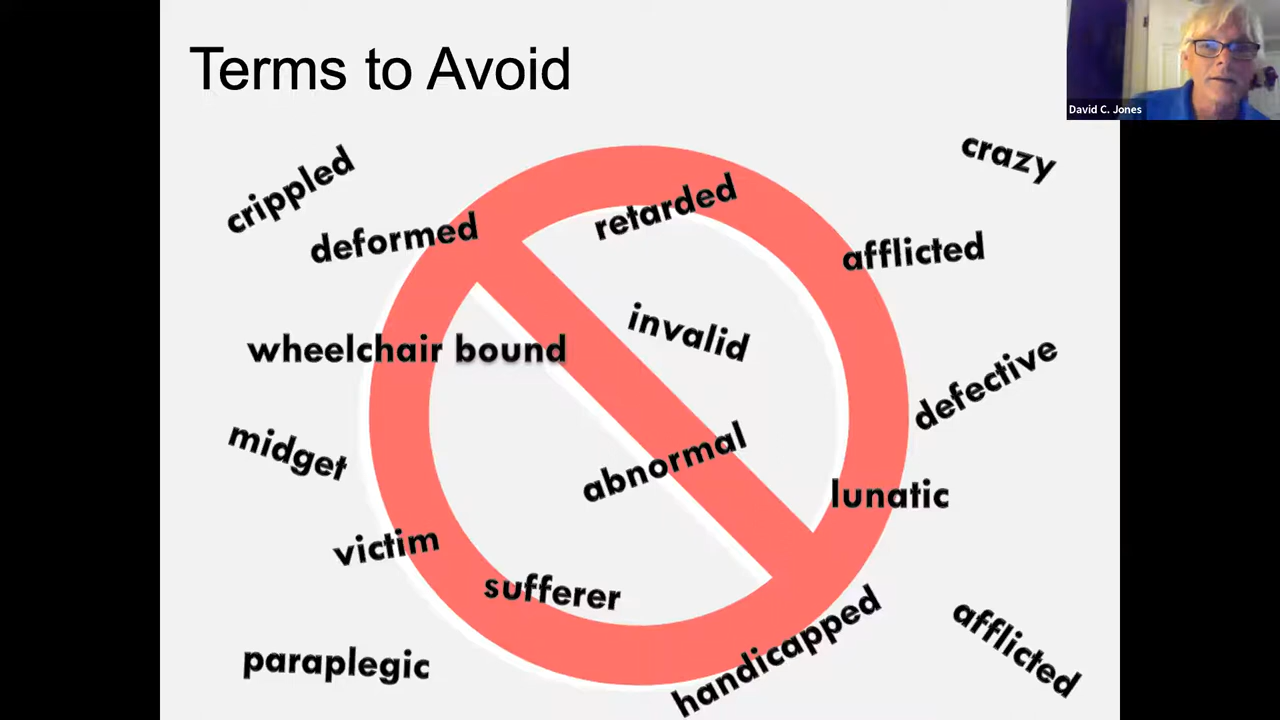 Terms to Avoid
David C. Jones
crazy
crippled
retarded
deformed
afflicted
invalid
wheelchair bound
defective
midget
abnormal
lunatic
victim
sufferer
handicapped
afflicted
paraplegic